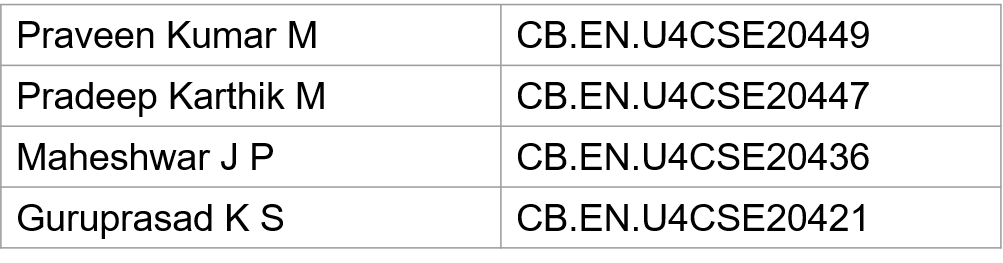 Praveen Kumar M CB.EN.U4CSE20449
Pradeep Karthik M CB.EN.U4CSE20447
Maheshwar J P CB.EN.U4CSE20436
Guruprasad K S CB.EN.U4CSE20421